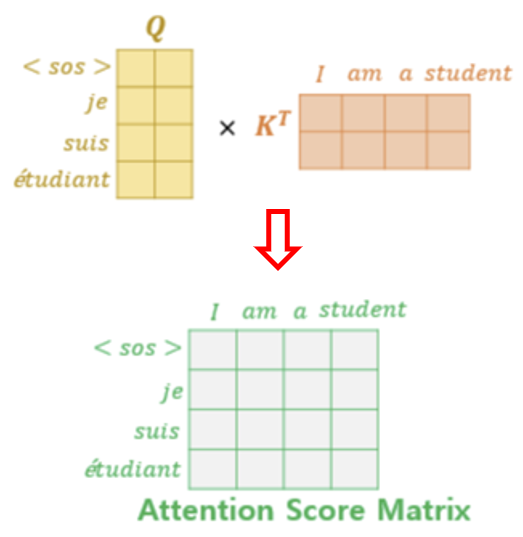 Q
< sos >
je
suis
étudiant
×
K^T
I am a student
I am a student
< sos >
je
suis
étudiant
Attention Score Matrix